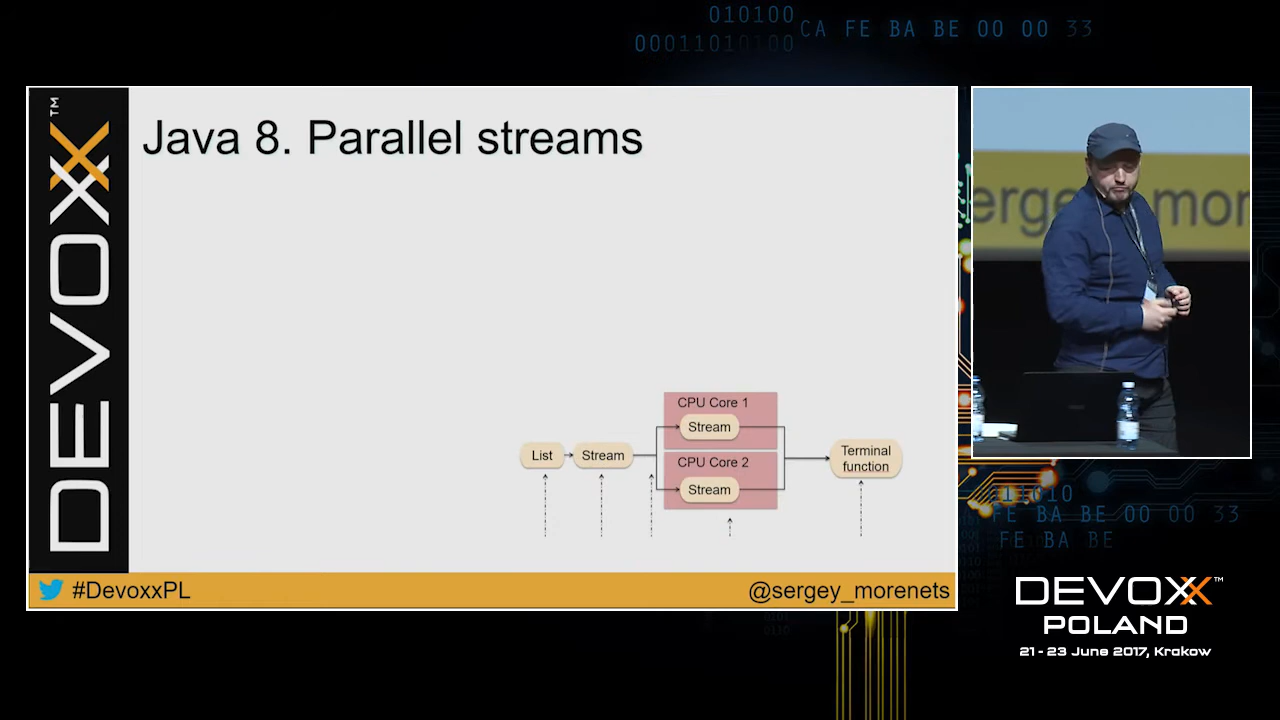 010100
00011010100
CA FE BA BE 00 00 33
DEVOXX™
Java 8. Parallel streams
List
Stream
CPU Core 1
Stream
CPU Core 2
Stream
Terminal
function
#DevoxxPL
@sergey_morenets
FE BA BE 00 00 33
FE BA BE
DEVOXX™
POLAND
21 - 23 June 2017, Krakow